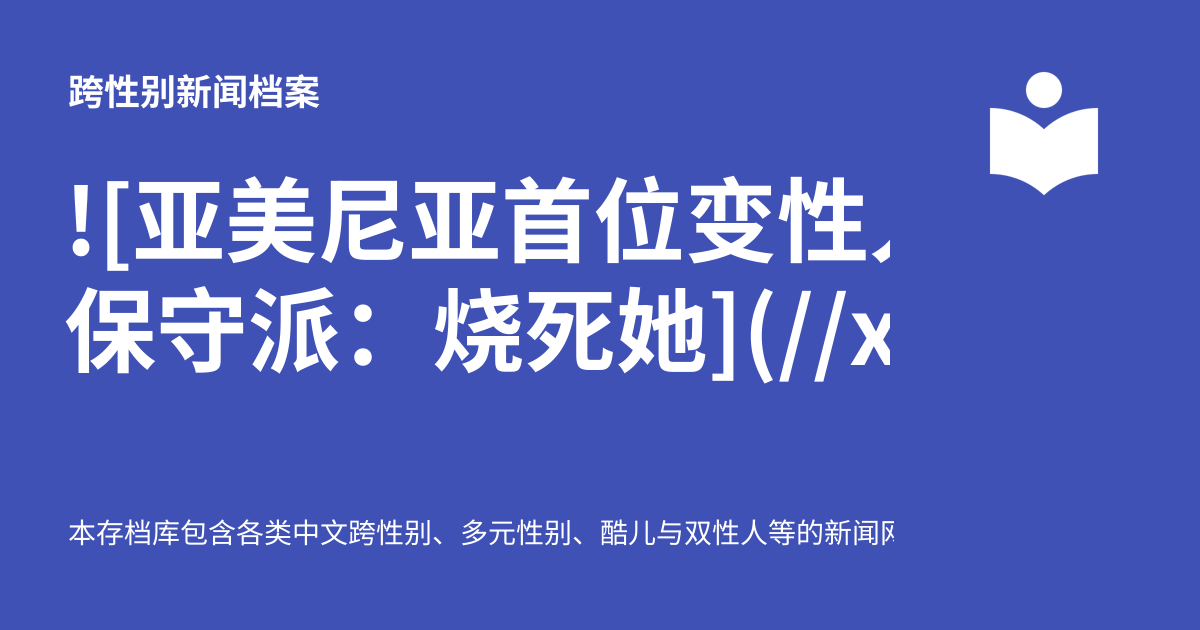 跨性别新闻档案
![亚美尼亚首位变性
保守派：烧死她](//x
本存档库包含各类中文跨性别、多元性别、酷儿与双性人等的新闻